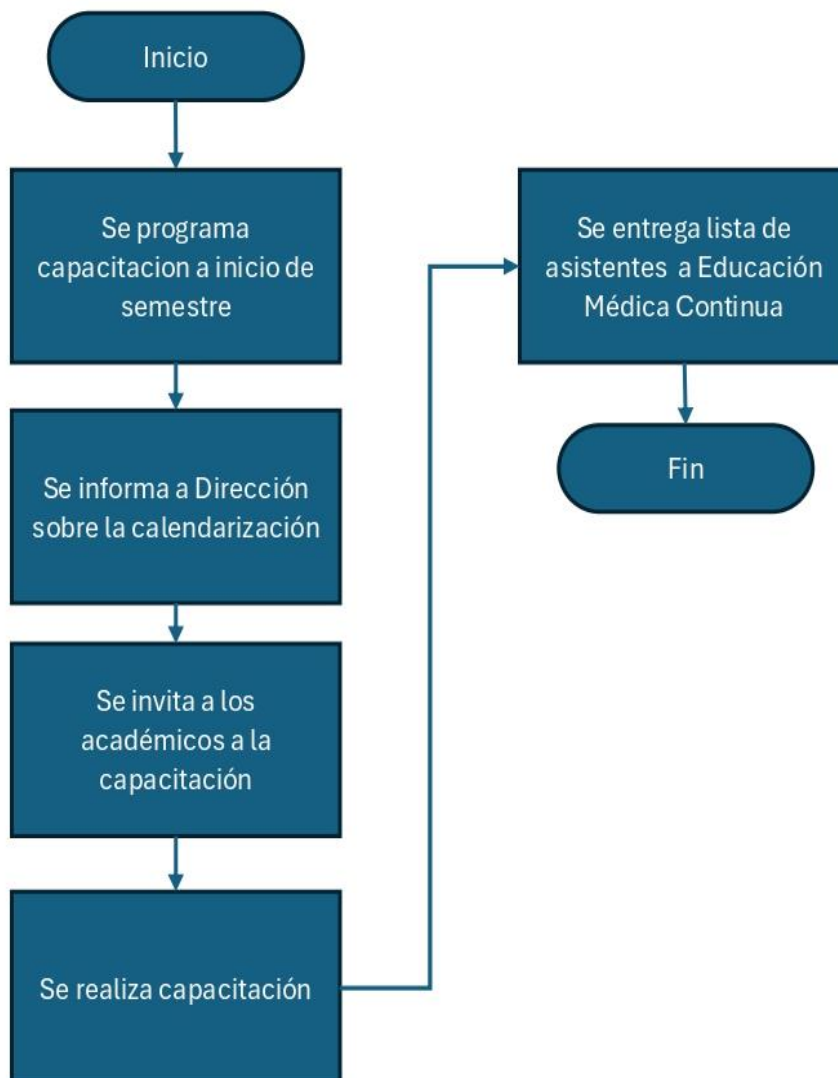 Inicio
Se programa
capacitacion a inicio de
semestre
Se informa a Dirección
sobre la calendarización
Se invita a los
académicos a la
capacitación
Se realiza capacitación
Se entrega lista de
asistentes a Educación
Médica Continua
Fin